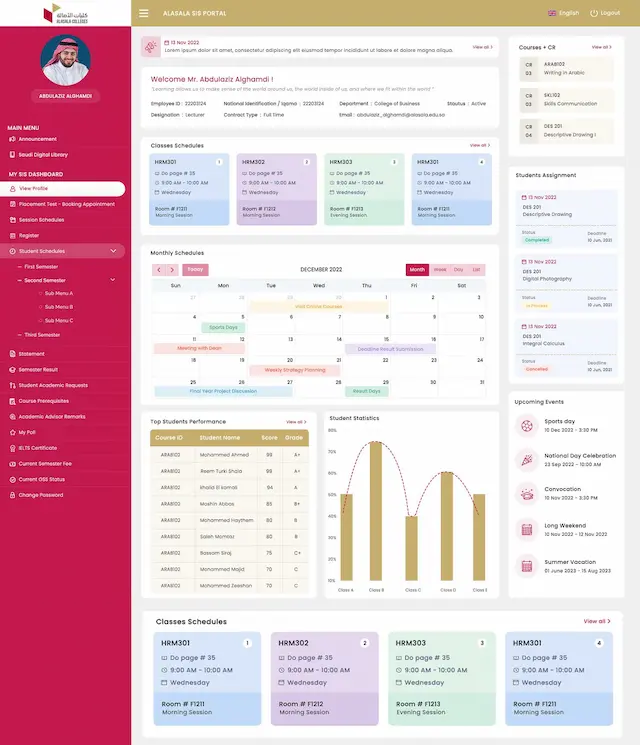 كليات الأصالة
ALASALA COLLEGES
ALASALA SIS PORTAL
English
Logout
ABDULAZIZ ALGHAMDI
MAIN MENU
Announcement
Saudi Digital Library
MY SIS DASHBOARD
View Profile
Placement Test - Booking Appointment
Session Schedules
Register
Student Schedules
First Semester
Second Semester
Sub Menu A
Sub Menu B
Sub Menu C
Third Semester
Statement
Semester Result
Student Academic Requests
Course Prerequisites
Academic Advisor Remarks
My Poll
IELTS Certificate
Current Semester Fee
Current OSS Status
Change Password
13 Nov 2022
View all
Lorem ipsum dolor sit amet, consectetur adipiscing elit eiusmod tempor incididunt ut labore et dolore magna aliqua.
Welcome Mr. Abdulaziz Alghamdi !
"Learning allows us to make sense of the world around us, the world inside of us, and where we fit within the world "
Employee ID : 22203124
National Identification / Iqama : 22203124
Department : College of Business
Stautus : Active
Designation : Lecturer
Contract Type : Full Time
Email : abdulaziz_alghamdi@alasala.edu.sa
Classes Schedules
View all
HRM301
1
Do page # 35
9:00 AM - 10:00 AM
Wednesday
Room # F1211
Morning Session
HRM302
2
Do page # 35
9:00 AM - 10:00 AM
Wednesday
Room # F1212
Morning Session
HRM303
3
Do page # 35
9:00 AM - 10:00 AM
Wednesday
Room # F1213
Evening Session
HRM301
4
Do page # 35
9:00 AM - 10:00 AM
Wednesday
Room # F1211
Morning Session
Monthly Schedules
Today
DECEMBER 2022
Month
Week
Day
List
Sun Mon Tue Wed Thu Fri Sat
27 28 29 30 1 2 3
Visit Online Courses
4 5 6 7 8 9 10
Sports Days
11 12 13 14 15 16 17
Meeting with Dean
Deadline Result Submission
18 19 20 21 22 23 24
Weekly Strategy Planning
25 26 27 28 29 30 31
Final Year Project Discussion
Result Days
Top Students Performance
View all
Course ID Student Name Score Grade
ARAB102 Mohammed Ahmed 99 A+
ARAB102 Reem Turki Shola 99 A+
ARAB102 Khalid El Kamali 94 A
ARAB102 Moshin Abbas 85 B+
ARAB102 Mohammed Haythem 80 B
ARAB102 Saleh Momaaz 80 B
ARAB102 Bassam Siraj 75 C+
ARAB102 Mohammed Majid 70 C
ARAB102 Mohammed Zeeshan 70 C
Student Statistics
80%
70%
60%
50%
40%
30%
20%
10%
Class A
Class B
Class C
Class D
Class E
Courses + CR
View all
CR
03
ARAB102
Writing in Arabic
CR
02
SKL102
Skills Communication
CR
04
DES 201
Descriptive Drawing I
Students Assignment
13 Nov 2022
DES 201
Descriptive Drawing
Status
Deadline
Completed
10 Jun, 2021
13 Nov 2022
DES 201
Digital Photography
Status
Deadline
In Process
10 Jun, 2021
13 Nov 2022
DES 201
Integral Calculus
Status
Deadline
Cancelled
10 Jun, 2021
Upcoming Events
Sports day
10 Dec 2022 - 3:30 PM
National Day Celebration
23 Sep 2022 - 10:00 AM
Convocation
10 Nov 2022 - 5:30 PM
Long Weekend
10 Nov 2022 - 12 Nov 2022
Summer Vacation
01 June 2023 - 15 Aug 2023
Classes Schedules
View all
HRM301
1
Do page # 35
9:00 AM - 10:00 AM
Wednesday
Room # F1211
Morning Session
HRM302
2
Do page # 35
9:00 AM - 10:00 AM
Wednesday
Room # F1212
Morning Session
HRM303
3
Do page # 35
9:00 AM - 10:00 AM
Wednesday
Room # F1213
Evening Session
HRM301
4
Do page # 35
9:00 AM - 10:00 AM
Wednesday
Room # F1211
Morning Session